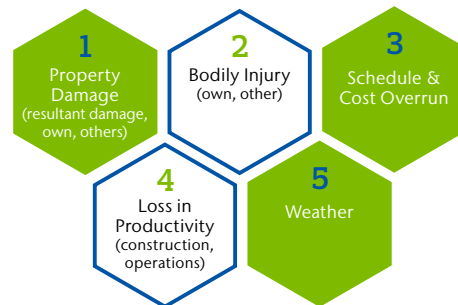 1
Property
Damage
(resultant damage,
own, others)
2
Bodily Injury
(own, other)
3
Schedule &
Cost Overrun
4
Loss in
Productivity
(construction,
operations)
5
Weather